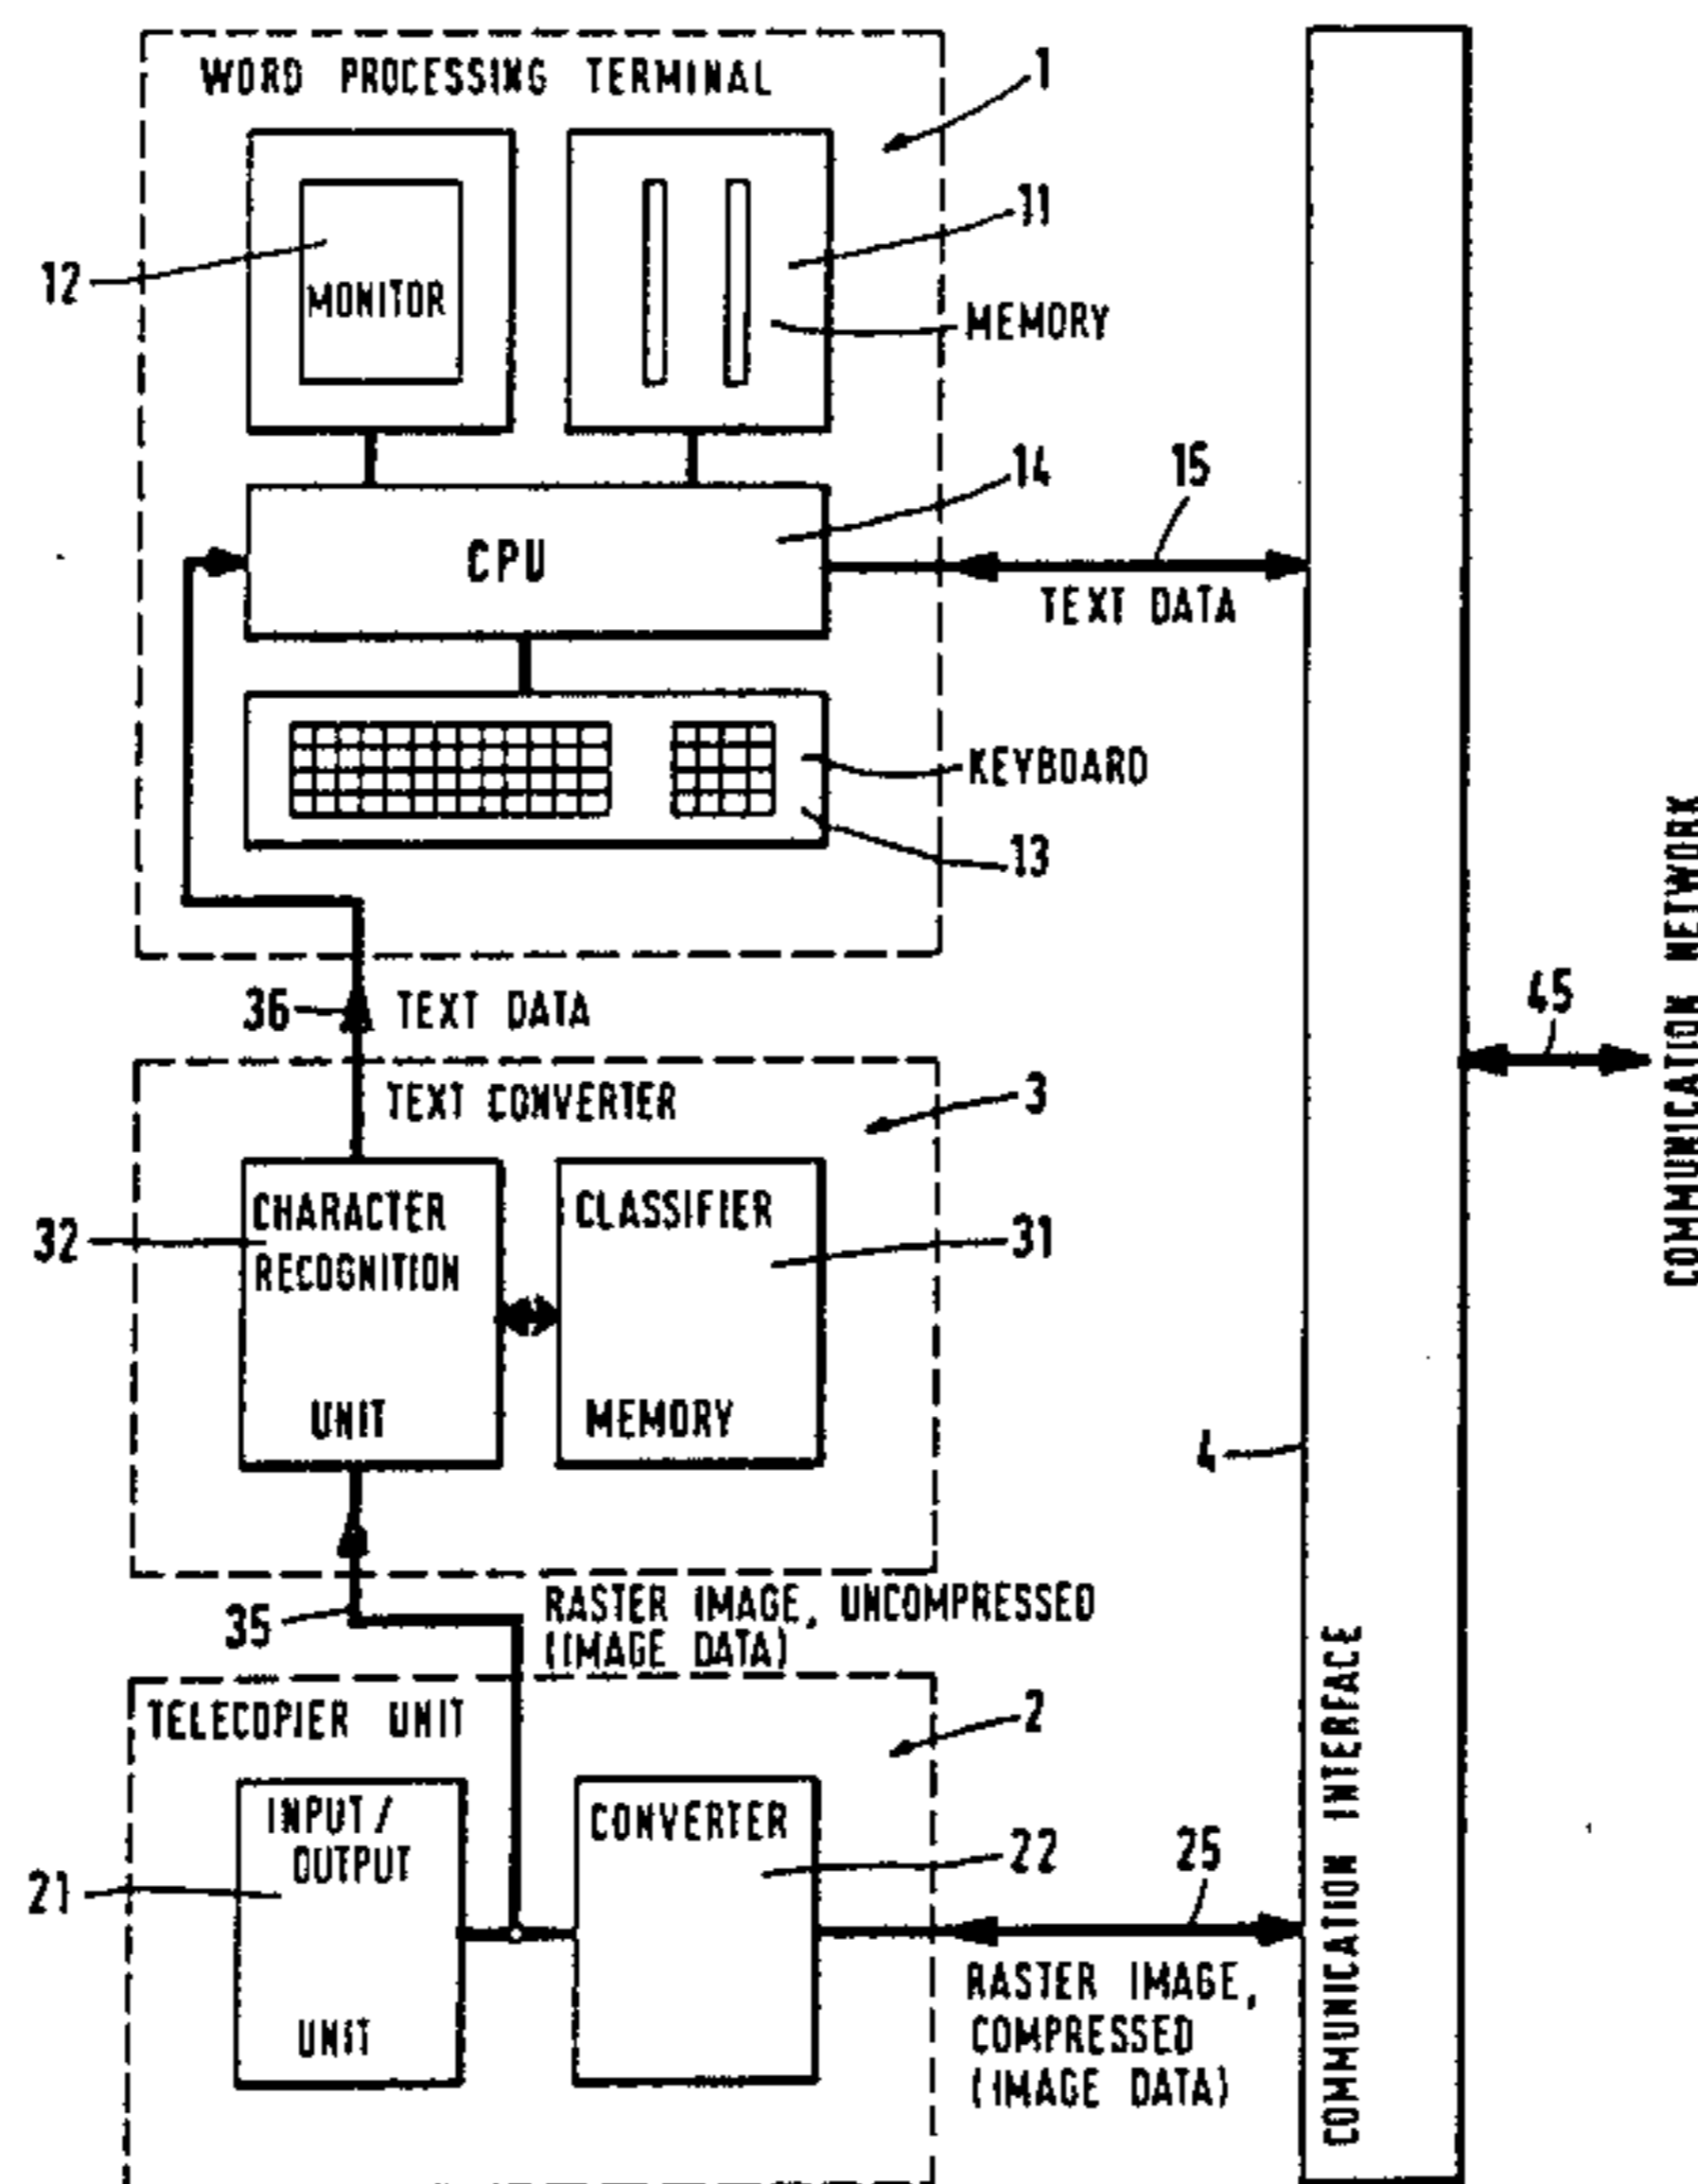 WORD PROCESSING TERMINAL
1
11
12
MONITOR
MEMORY
14
15
CPU
TEXT DATA
KEYBOARD
13
COMMUNICATION NETWORK
36
TEXT DATA
45
TEXT CONVERTER
3
CHARACTER
RECOGNITION
UNIT
32
CLASSIFIER
MEMORY
31
4
35
RASTER IMAGE, UNCOMPRESSED
(IMAGE DATA)
TELECOPIER UNIT
2
INPUT/
OUTPUT
UNIT
21
CONVERTER
22
25
RASTER IMAGE,
COMPRESSED
(IMAGE DATA)
COMMUNICATION INTERFACE